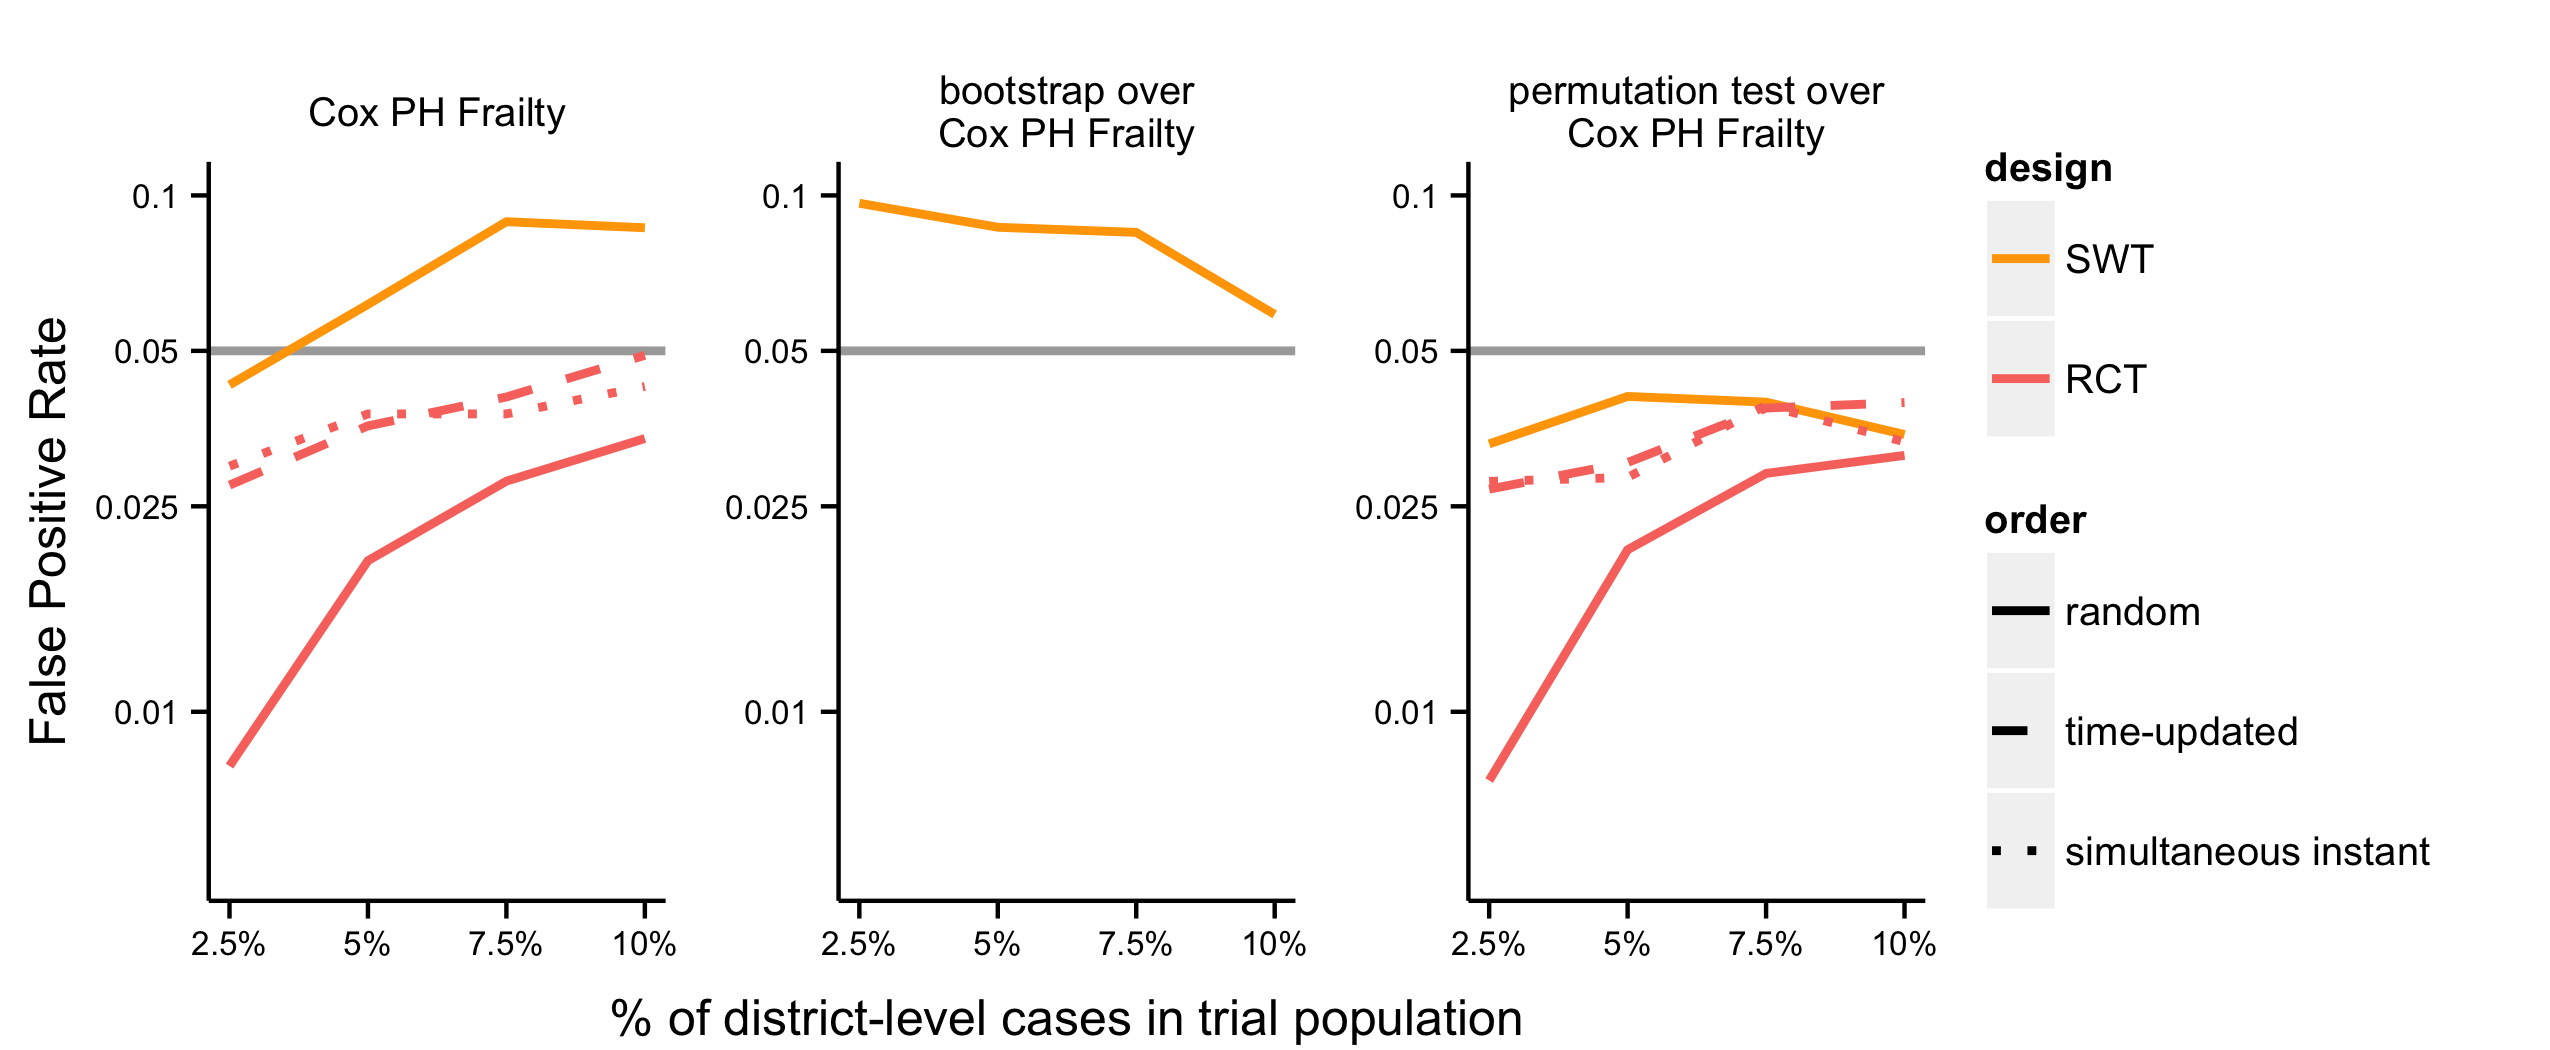 Cox PH Frailty
bootstrap over
Cox PH Frailty
permutation test over
Cox PH Frailty
False Positive Rate
0.1
0.05
0.025
0.01
2.5% 5% 7.5% 10%
0.1
0.05
0.025
0.01
2.5% 5% 7.5% 10%
0.1
0.05
0.025
0.01
2.5% 5% 7.5% 10%
% of district-level cases in trial population
design
SWT
RCT
order
random
time-updated
simultaneous instant